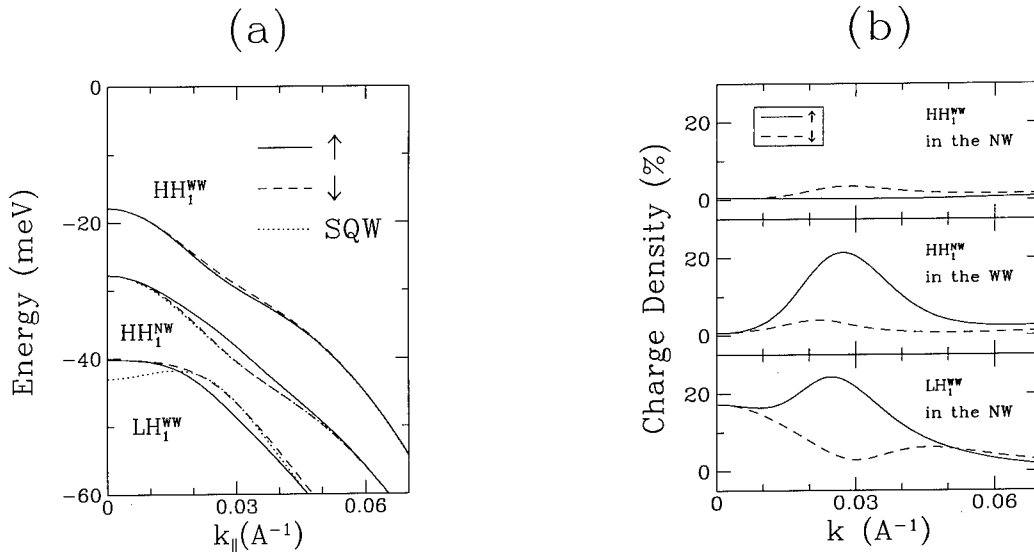 (a)
0
−20
−40
−60
Energy (meV)
↑
↓
SQW
HH₁^WW
HH₁^NW
LH₁^WW
0
0.03
0.06
k∥(A⁻¹)
(b)
↑
↓
HH₁^WW
in the NW
20
0
HH₁^NW
in the WW
20
0
LH₁^WW
in the NW
20
0
Charge Density (%)
0
0.03
0.06
k (A⁻¹)